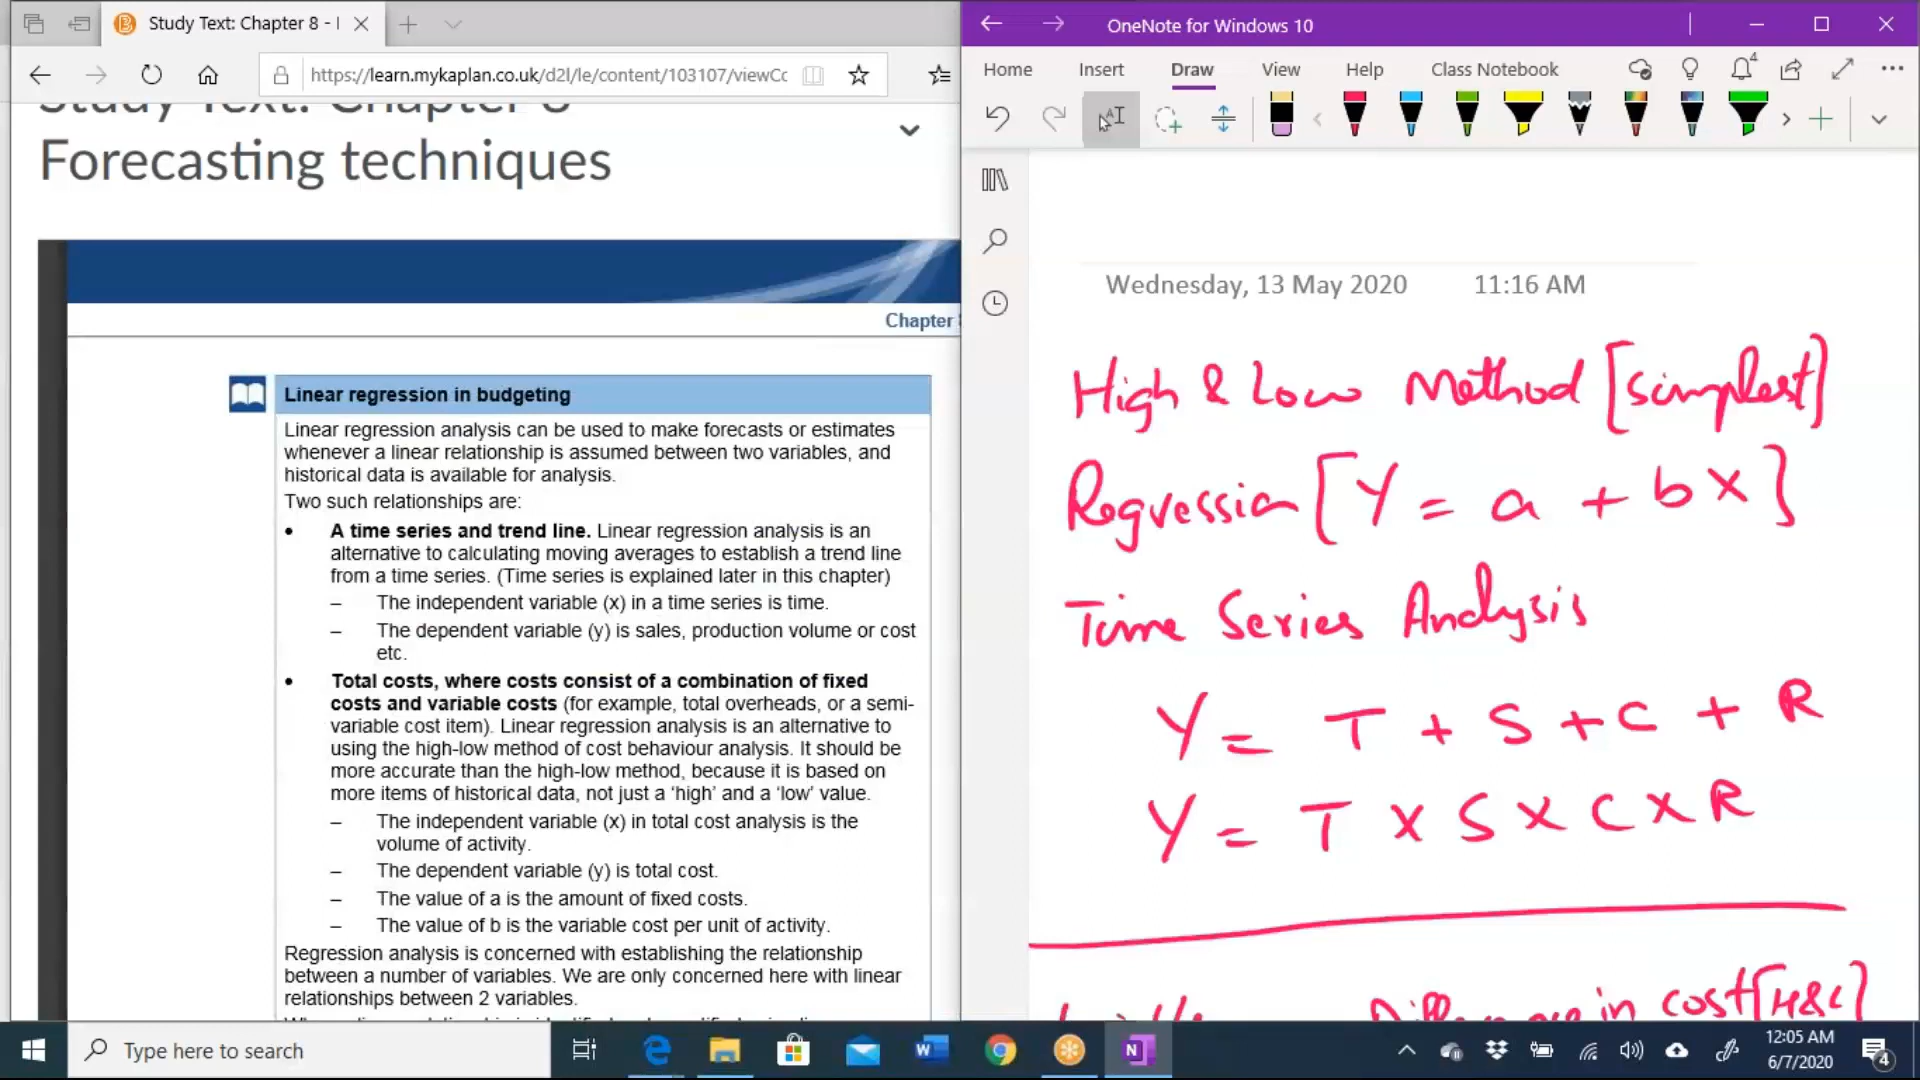 Study Text: Chapter 8 - I
https://learn.mykaplan.co.uk/d2l/le/content/103107/viewCc
Study Text: Chapter 8
Forecasting techniques
Chapter 8
Linear regression in budgeting
Linear regression analysis can be used to make forecasts or estimates
whenever a linear relationship is assumed between two variables, and
historical data is available for analysis.
Two such relationships are:
• A time series and trend line. Linear regression analysis is an
alternative to calculating moving averages to establish a trend line
from a time series. (Time series is explained later in this chapter)
– The independent variable (x) in a time series is time.
– The dependent variable (y) is sales, production volume or cost
etc.
• Total costs, where costs consist of a combination of fixed
costs and variable costs (for example, total overheads, or a semi-
variable cost item). Linear regression analysis is an alternative to
using the high-low method of cost behaviour analysis. It should be
more accurate than the high-low method, because it is based on
more items of historical data, not just a ‘high’ and a ‘low’ value.
– The independent variable (x) in total cost analysis is the
volume of activity.
– The dependent variable (y) is total cost.
– The value of a is the amount of fixed costs.
– The value of b is the variable cost per unit of activity.
Regression analysis is concerned with establishing the relationship
between a number of variables. We are only concerned here with linear
relationships between 2 variables.
OneNote for Windows 10
Home Insert Draw View Help Class Notebook
4
Wednesday, 13 May 2020 11:16 AM
High & Low Method [simplest]
Regression [Y = a + bX]
Time Series Analysis
Y = T + S + C + R
Y = T x S x C x R
Difference in cost [H&L]
Type here to search
12:05 AM
6/7/2020
4